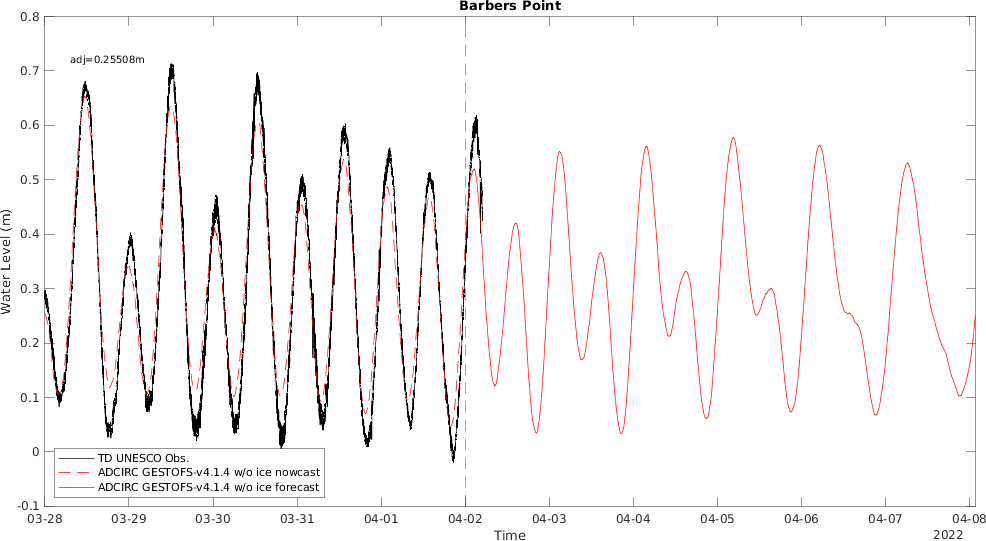 Barbers Point
0.8
adj=0.25508m
0.7
0.6
0.5
0.4
0.3
0.2
0.1
0
-0.1
Water Level (m)
TD UNESCO Obs.
ADCIRC GESTOFS-v4.1.4 w/o ice nowcast
ADCIRC GESTOFS-v4.1.4 w/o ice forecast
03-28 03-29 03-30 03-31 04-01 04-02 04-03 04-04 04-05 04-06 04-07 04-08
Time
2022